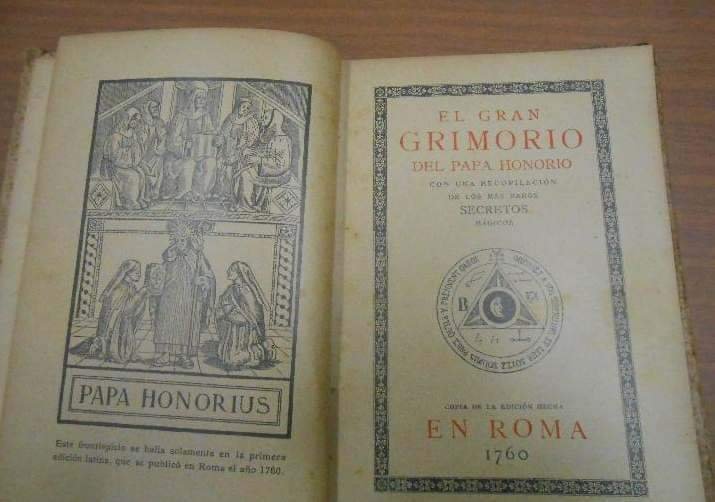 PAPA HONORIUS
Este frontispicio se halla solamente en la primera
edición latina, que se publicó en Roma el año 1760.
EL GRAN
GRIMORIO
DEL PAPA HONORIO
CON UNA RECOPILACIÓN
DE LOS MAS RAROS
SECRETOS
MÁGICOS
COPIA DE LA EDICIÓN HECHA
EN ROMA
1760